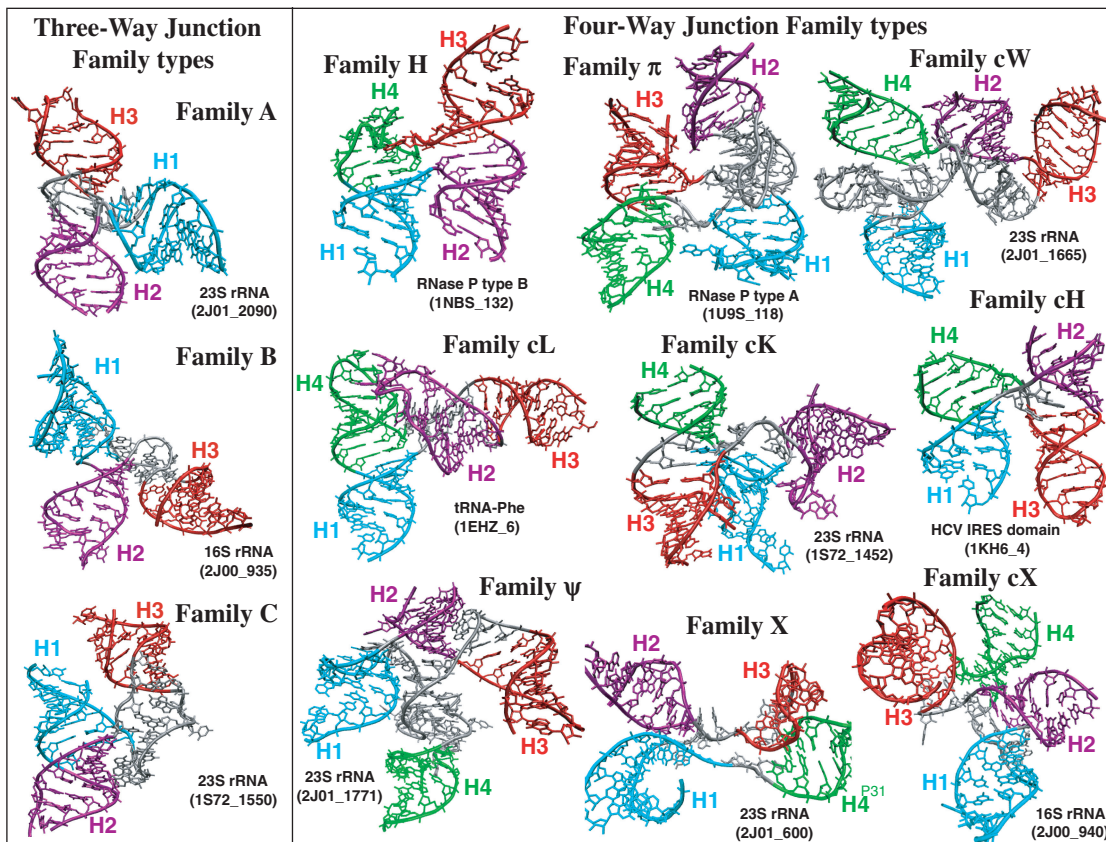 Three-Way Junction
Family types
Family A
H3
H1
H2
23S rRNA
(2J01_2090)
Family B
H1
H3
H2
16S rRNA
(2J00_935)
Family C
H3
H1
H2
23S rRNA
(1S72_1550)
Four-Way Junction Family types
Family H
H3
H4
H1
H2
RNase P type B
(1NBS_132)
Family π
H2
H3
H1
H4
RNase P type A
(1U9S_118)
Family cW
H4
H2
H3
H1
23S rRNA
(2J01_1665)
Family cL
H4
H2
H3
H1
tRNA-Phe
(1EHZ_6)
Family cK
H4
H2
H3
H1
23S rRNA
(1S72_1452)
Family cH
H4
H2
H1
H3
HCV IRES domain
(1KH6_4)
Family ψ
H2
H1
H3
H4
23S rRNA
(2J01_1771)
Family X
H2
H3
H1
H4
P31
23S rRNA
(2J01_600)
Family cX
H4
H3
H2
H1
16S rRNA
(2J00_940)